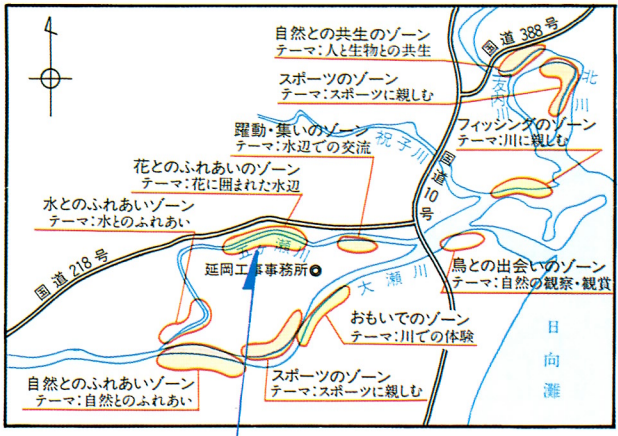 自然との共生のゾーン
テーマ:人と生物との共生
国道388号
スポーツのゾーン
テーマ:スポーツに親しむ
友内川
北川
躍動・集いのゾーン
テーマ:水辺での交流
祝子川
フィッシングのゾーン
テーマ:川に親しむ
花とのふれあいのゾーン
テーマ:花に囲まれた水辺
国道10号
水とのふれあいゾーン
テーマ:水とのふれあい
五ヶ瀬川
国道218号
延岡工事事務所
大瀬川
鳥との出会いのゾーン
テーマ:自然の観察・観賞
おもいでのゾーン
テーマ:川での体験
日向灘
自然とのふれあいゾーン
テーマ:自然とのふれあい
スポーツのゾーン
テーマ:スポーツに親しむ